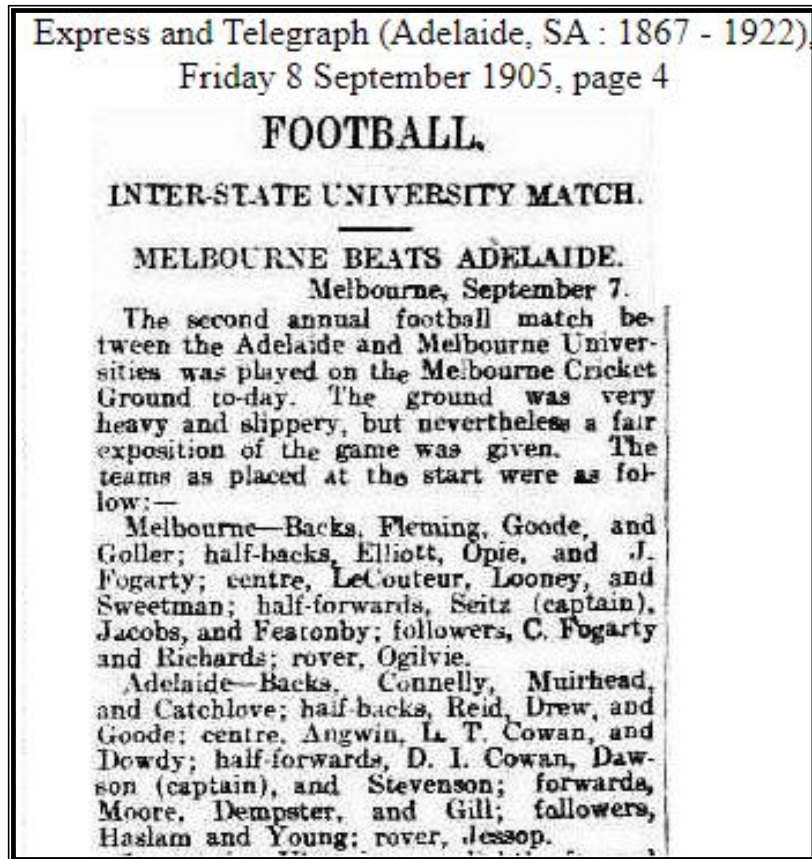 Express and Telegraph (Adelaide, SA : 1867 - 1922),
Friday 8 September 1905, page 4
FOOTBALL.
INTER-STATE UNIVERSITY MATCH.
MELBOURNE BEATS ADELAIDE.
Melbourne, September 7.
The second annual football match be-
tween the Adelaide and Melbourne Univer-
sities was played on the Melbourne Cricket
Ground to-day. The ground was very
heavy and slippery, but nevertheless a fair
exposition of the game was given. The
teams as placed at the start were as fol-
low:—
Melbourne—Backs, Fleming, Goode, and
Goller; half-backs, Elliott, Opie, and J.
Fogarty; centre, LeCouteur, Looney, and
Sweetman; half-forwards, Seitz (captain),
Jacobs, and Featonby; followers, C. Fogarty
and Richards; rover, Ogilvie.
Adelaide—Backs, Connelly, Muirhead,
and Catchlove; half-backs, Reid, Drew, and
Goode; centre, Angwin, L. T. Cowan, and
Dowdy; half-forwards, D. I. Cowan, Daw-
son (captain), and Stevenson; forwards,
Moore, Dempster, and Gill; followers,
Haslam and Young; rover, Jessop.